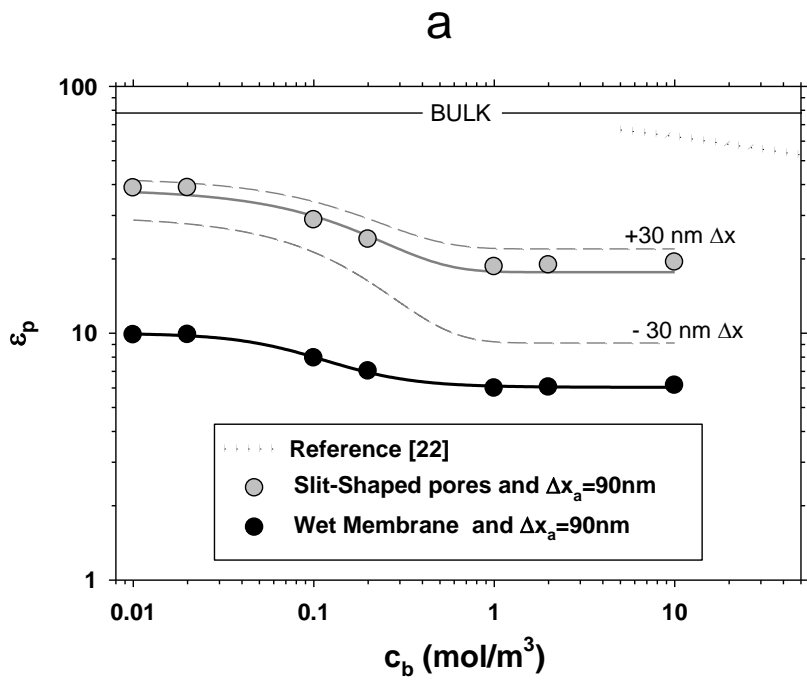 a
100
BULK
+30 nm Δx
εp
10
- 30 nm Δx
Reference [22]
Slit-Shaped pores and Δxa=90nm
Wet Membrane and Δxa=90nm
1
0.01 0.1 1 10
cb (mol/m³)